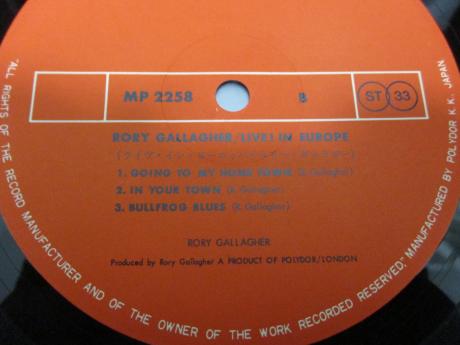 MP 2258 B ST 33
RORY GALLAGHER/LIVE! IN EUROPE
1. GOING TO MY HOME TOWN (R. Gallagher)
2. IN YOUR TOWN (R. Gallagher)
3. BULLFROG BLUES (R. Gallagher)
RORY GALLAGHER
Produced by Rory Gallagher A PRODUCT OF POLYDOR/LONDON
"ALL RIGHTS OF THE RECORD MANUFACTURER AND OF THE OWNER OF THE WORK RECORDED RESERVED," MANUFACTURED BY POLYDOR K.K. JAPAN